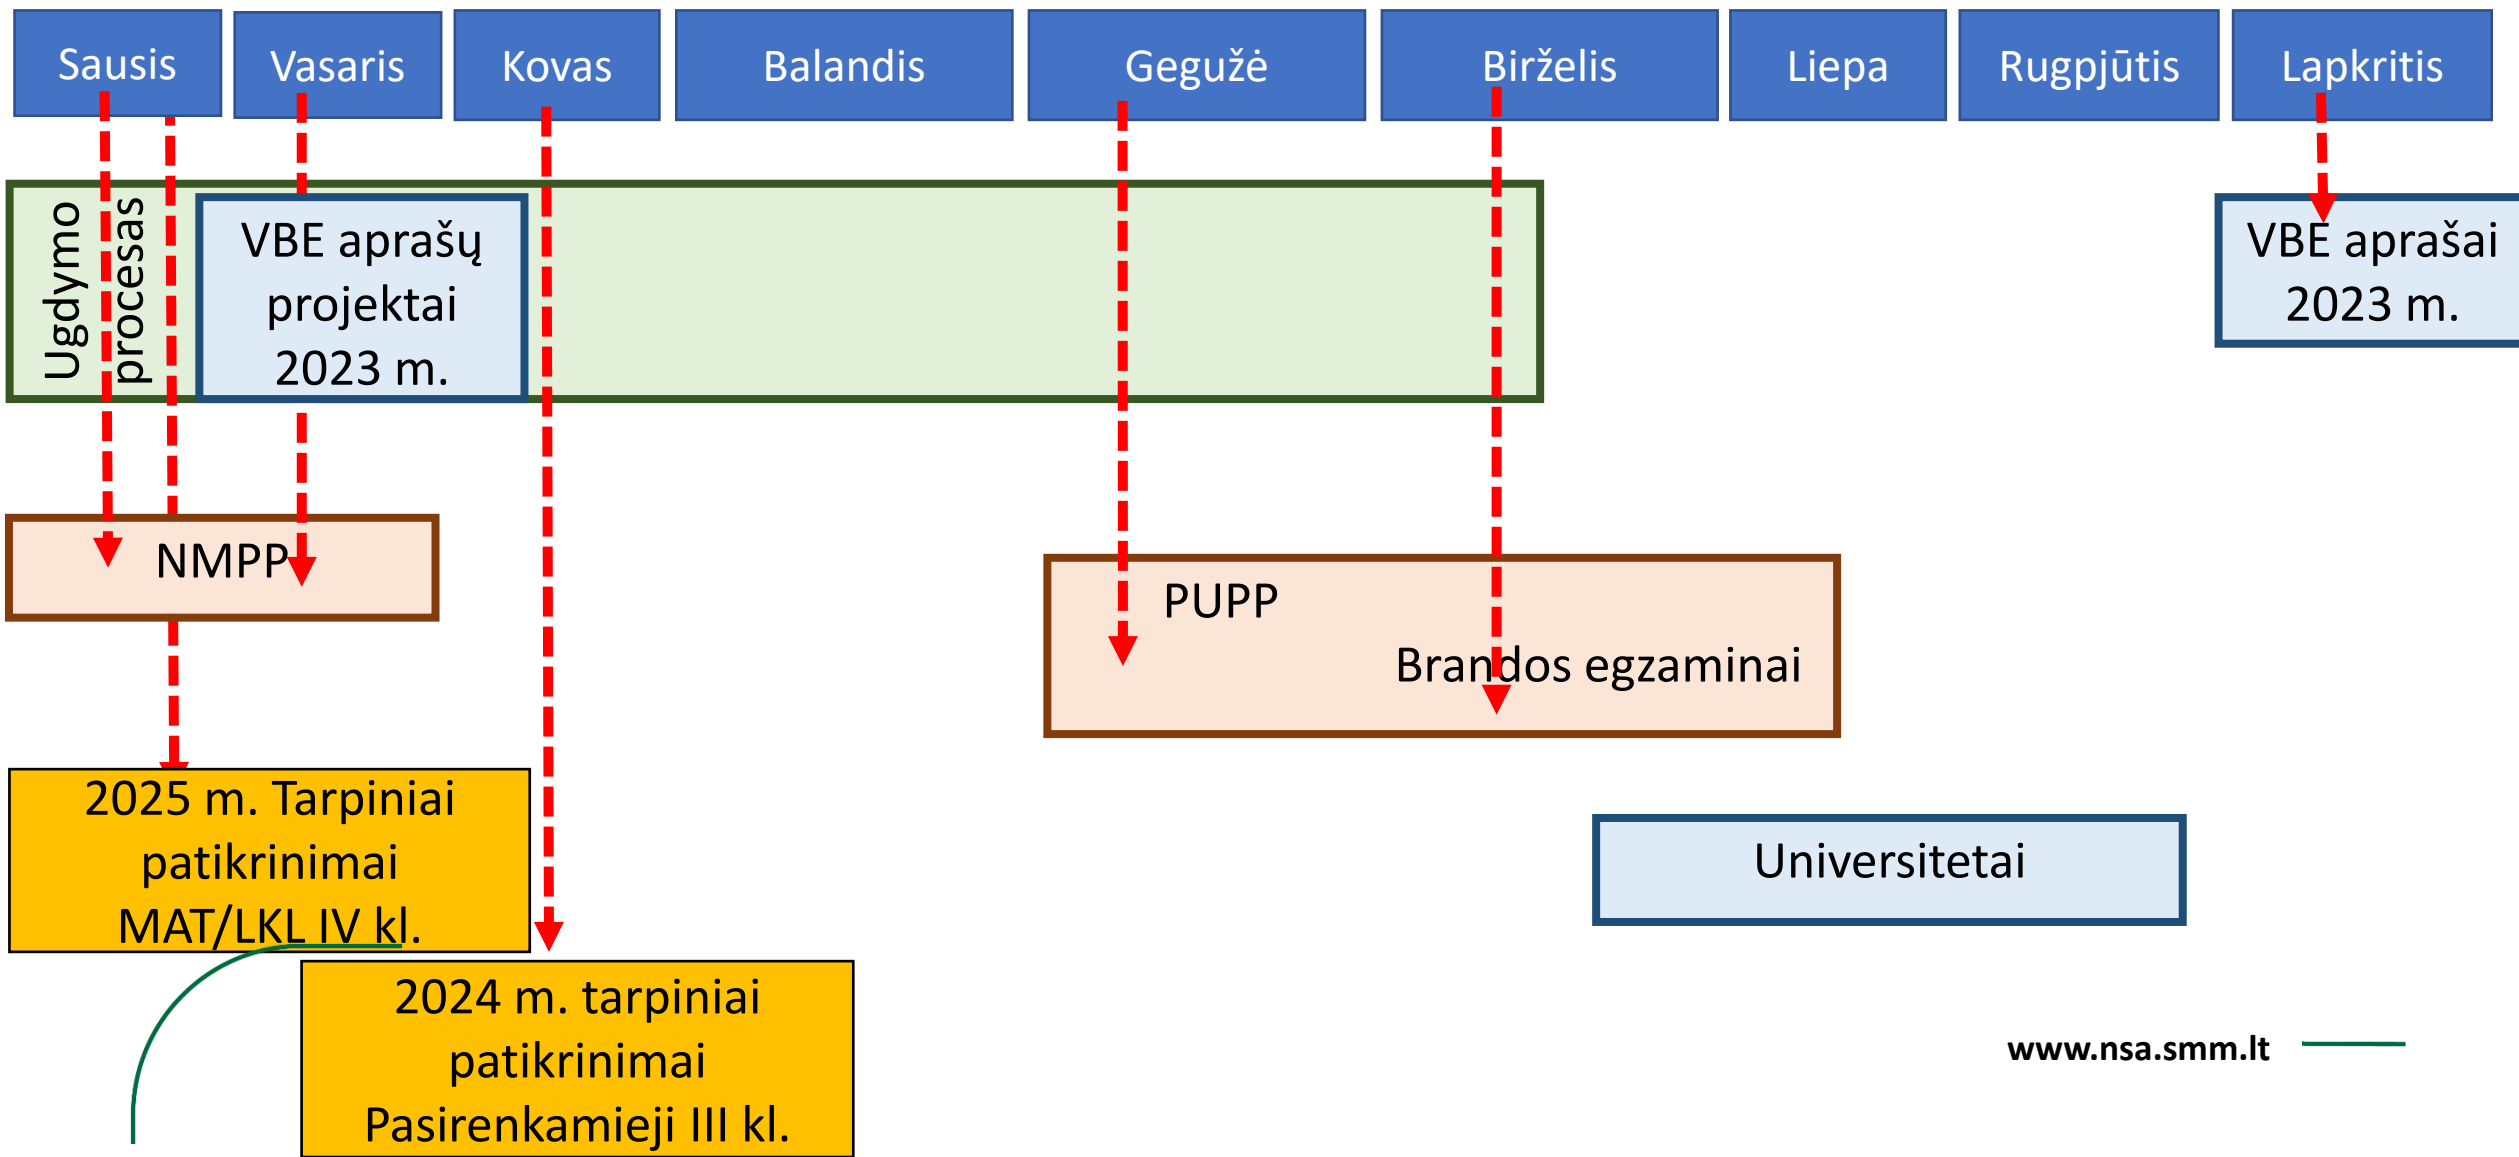 Sausis
Vasaris
Kovas
Balandis
Gegužė
Birželis
Liepa
Rugpjūtis
Lapkritis
Ugdymo
procesas
VBE aprašų
projektai
2023 m.
VBE aprašai
2023 m.
NMPP
PUPP
Brandos egzaminai
2025 m. Tarpiniai
patikrinimai
MAT/LKL IV kl.
Universitetai
2024 m. tarpiniai
patikrinimai
Pasirenkamieji III kl.
www.nsa.smm.lt